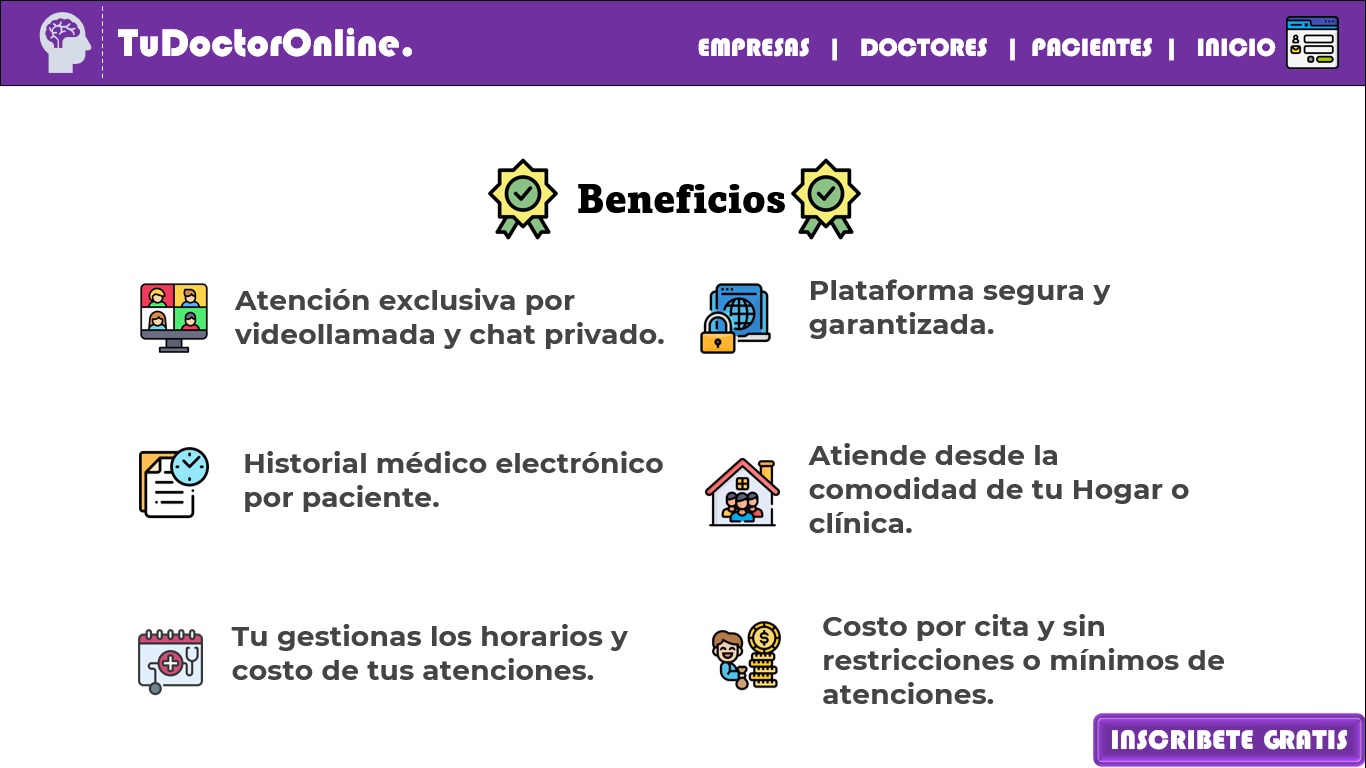 TuDoctorOnline.
EMPRESAS | DOCTORES | PACIENTES | INICIO
Beneficios
Atención exclusiva por
videollamada y chat privado.
Plataforma segura y
garantizada.
Historial médico electrónico
por paciente.
Atiende desde la
comodidad de tu Hogar o
clínica.
Tu gestionas los horarios y
costo de tus atenciones.
Costo por cita y sin
restricciones o mínimos de
atenciones.
INSCRIBETE GRATIS